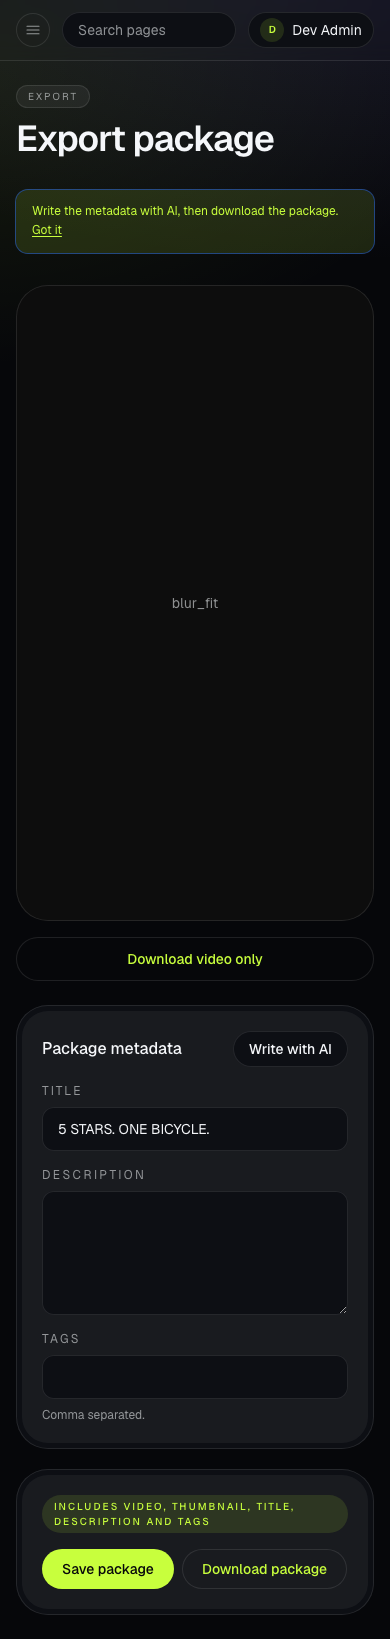 Search pages
D
Dev Admin
EXPORT
Export package
Write the metadata with Ai, then download the package.
Got it
blur_fit
Download video only
Package metadata
Write with AI
TITLE
5 STARS. ONE BICYCLE.
DESCRIPTION
TAGS
Comma separated.
INCLUDES VIDEO, THUMBNAIL, TITLE,
DESCRIPTION AND TAGS
Save package
Download package